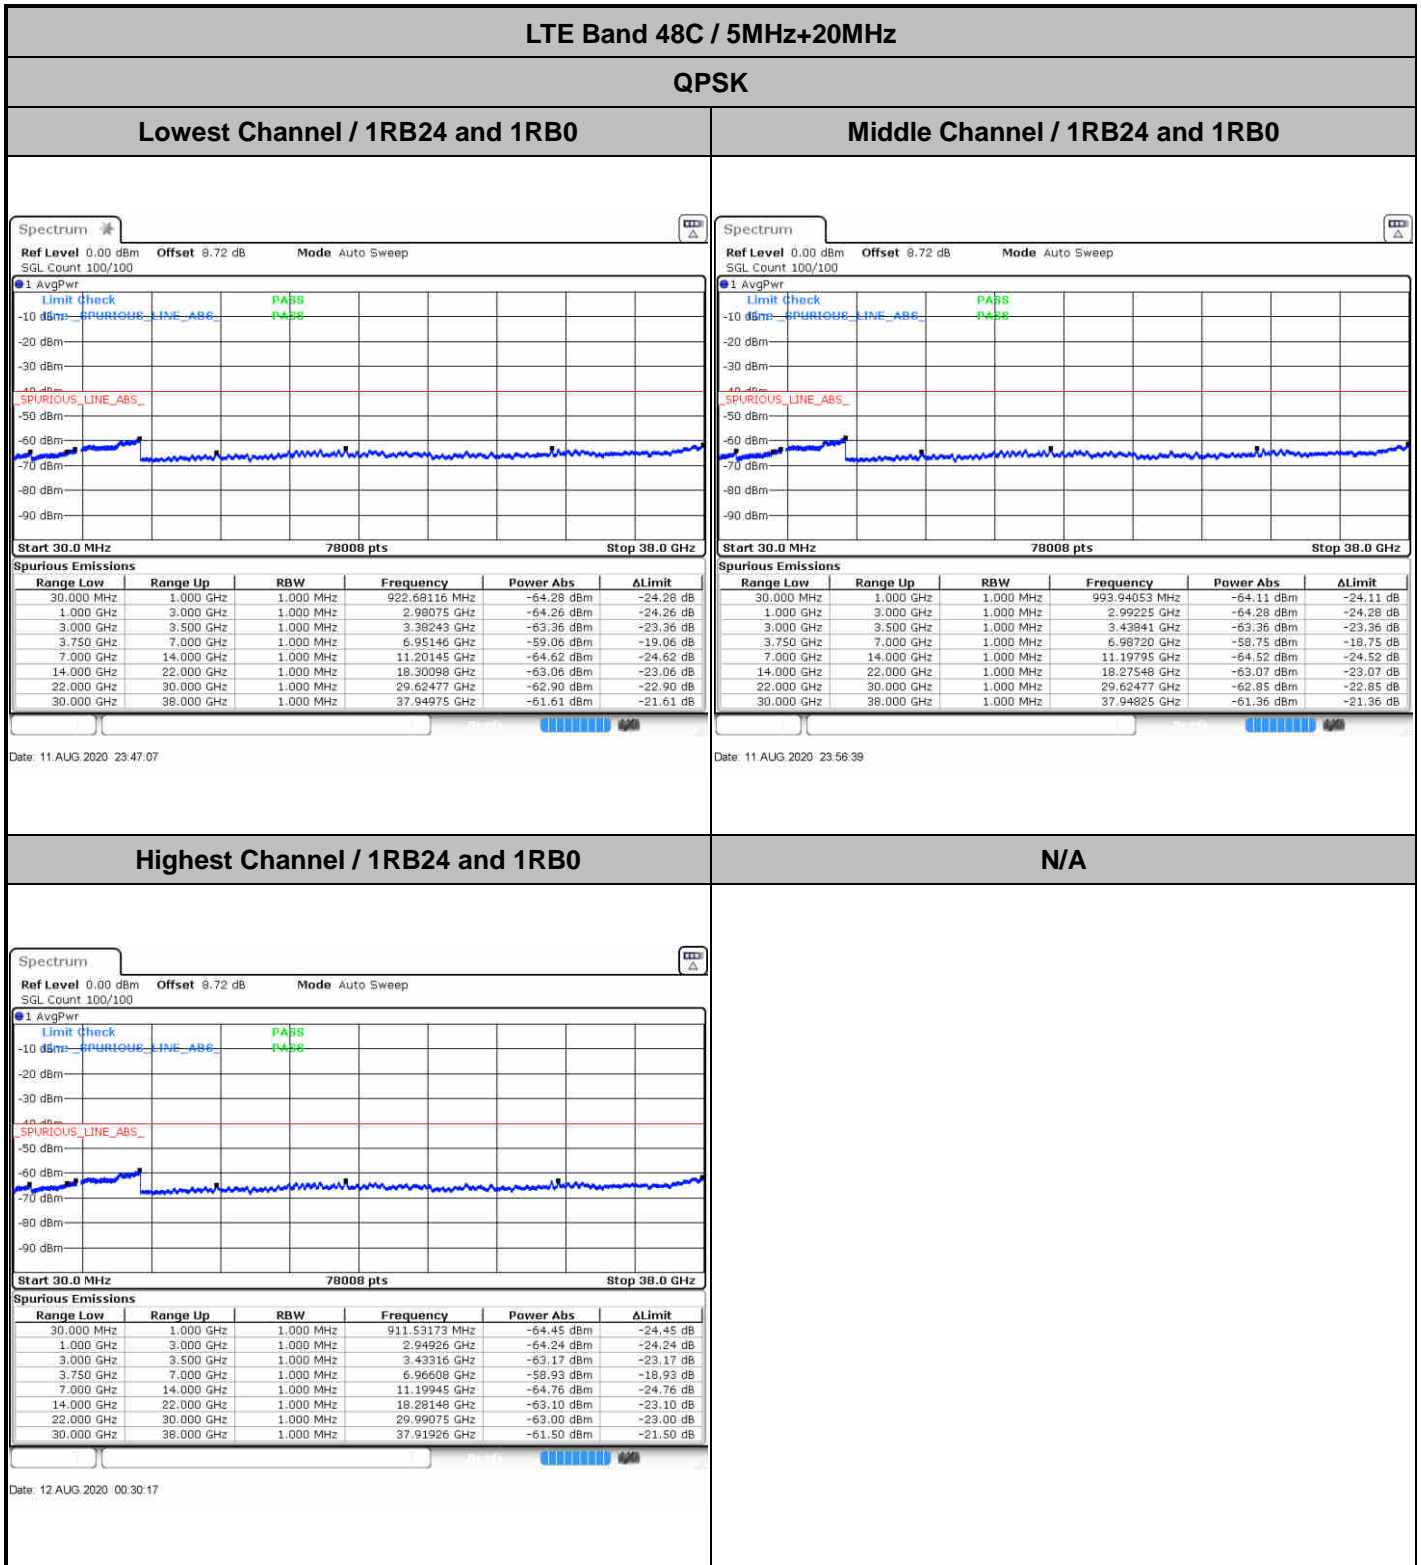 LTE Band 48C / 5MHz+20MHz
QPSK
Lowest Channel / 1RB24 and 1RB0
Middle Channel / 1RB24 and 1RB0
Spectrum
Ref Level 0.00 dBm Offset 8.72 dB Mode Auto Sweep
SGL Count 100/100
1 AvgPwr
Limit Check PASS
-10 dBm Line _SPURIOUS_LINE_ABS_ PASS
-20 dBm
-30 dBm
-40 dBm
_SPURIOUS_LINE_ABS_
-50 dBm
-60 dBm
-70 dBm
-80 dBm
-90 dBm
Start 30.0 MHz 78008 pts Stop 38.0 GHz
Spurious Emissions
Range Low Range Up RBW Frequency Power Abs ΔLimit
30.000 MHz 1.000 GHz 1.000 MHz 922.68116 MHz -64.28 dBm -24.28 dB
1.000 GHz 3.000 GHz 1.000 MHz 2.98075 GHz -64.26 dBm -24.26 dB
3.000 GHz 3.500 GHz 1.000 MHz 3.38243 GHz -63.36 dBm -23.36 dB
3.750 GHz 7.000 GHz 1.000 MHz 6.95146 GHz -59.06 dBm -19.06 dB
7.000 GHz 14.000 GHz 1.000 MHz 11.20145 GHz -64.62 dBm -24.62 dB
14.000 GHz 22.000 GHz 1.000 MHz 18.30098 GHz -63.06 dBm -23.06 dB
22.000 GHz 30.000 GHz 1.000 MHz 29.62477 GHz -62.90 dBm -22.90 dB
30.000 GHz 38.000 GHz 1.000 MHz 37.94975 GHz -61.61 dBm -21.61 dB
Date: 11.AUG.2020 23:47:07
Spectrum
Ref Level 0.00 dBm Offset 8.72 dB Mode Auto Sweep
SGL Count 100/100
1 AvgPwr
Limit Check PASS
-10 dBm Line _SPURIOUS_LINE_ABS_ PASS
-20 dBm
-30 dBm
-40 dBm
_SPURIOUS_LINE_ABS_
-50 dBm
-60 dBm
-70 dBm
-80 dBm
-90 dBm
Start 30.0 MHz 78008 pts Stop 38.0 GHz
Spurious Emissions
Range Low Range Up RBW Frequency Power Abs ΔLimit
30.000 MHz 1.000 GHz 1.000 MHz 993.94053 MHz -64.11 dBm -24.11 dB
1.000 GHz 3.000 GHz 1.000 MHz 2.99225 GHz -64.28 dBm -24.28 dB
3.000 GHz 3.500 GHz 1.000 MHz 3.43841 GHz -63.36 dBm -23.36 dB
3.750 GHz 7.000 GHz 1.000 MHz 6.98720 GHz -58.75 dBm -18.75 dB
7.000 GHz 14.000 GHz 1.000 MHz 11.19795 GHz -64.52 dBm -24.52 dB
14.000 GHz 22.000 GHz 1.000 MHz 18.27548 GHz -63.07 dBm -23.07 dB
22.000 GHz 30.000 GHz 1.000 MHz 29.62477 GHz -62.85 dBm -22.85 dB
30.000 GHz 38.000 GHz 1.000 MHz 37.94825 GHz -61.36 dBm -21.36 dB
Date: 11.AUG.2020 23:56:39
Highest Channel / 1RB24 and 1RB0
N/A
Spectrum
Ref Level 0.00 dBm Offset 8.72 dB Mode Auto Sweep
SGL Count 100/100
1 AvgPwr
Limit Check PASS
-10 dBm Line _SPURIOUS_LINE_ABS_ PASS
-20 dBm
-30 dBm
-40 dBm
_SPURIOUS_LINE_ABS_
-50 dBm
-60 dBm
-70 dBm
-80 dBm
-90 dBm
Start 30.0 MHz 78008 pts Stop 38.0 GHz
Spurious Emissions
Range Low Range Up RBW Frequency Power Abs ΔLimit
30.000 MHz 1.000 GHz 1.000 MHz 911.53173 MHz -64.45 dBm -24.45 dB
1.000 GHz 3.000 GHz 1.000 MHz 2.94926 GHz -64.24 dBm -24.24 dB
3.000 GHz 3.500 GHz 1.000 MHz 3.43316 GHz -63.17 dBm -23.17 dB
3.750 GHz 7.000 GHz 1.000 MHz 6.96608 GHz -58.93 dBm -18.93 dB
7.000 GHz 14.000 GHz 1.000 MHz 11.19945 GHz -64.76 dBm -24.76 dB
14.000 GHz 22.000 GHz 1.000 MHz 18.28148 GHz -63.10 dBm -23.10 dB
22.000 GHz 30.000 GHz 1.000 MHz 29.99075 GHz -63.00 dBm -23.00 dB
30.000 GHz 38.000 GHz 1.000 MHz 37.91926 GHz -61.50 dBm -21.50 dB
Date: 12.AUG.2020 00:30:17